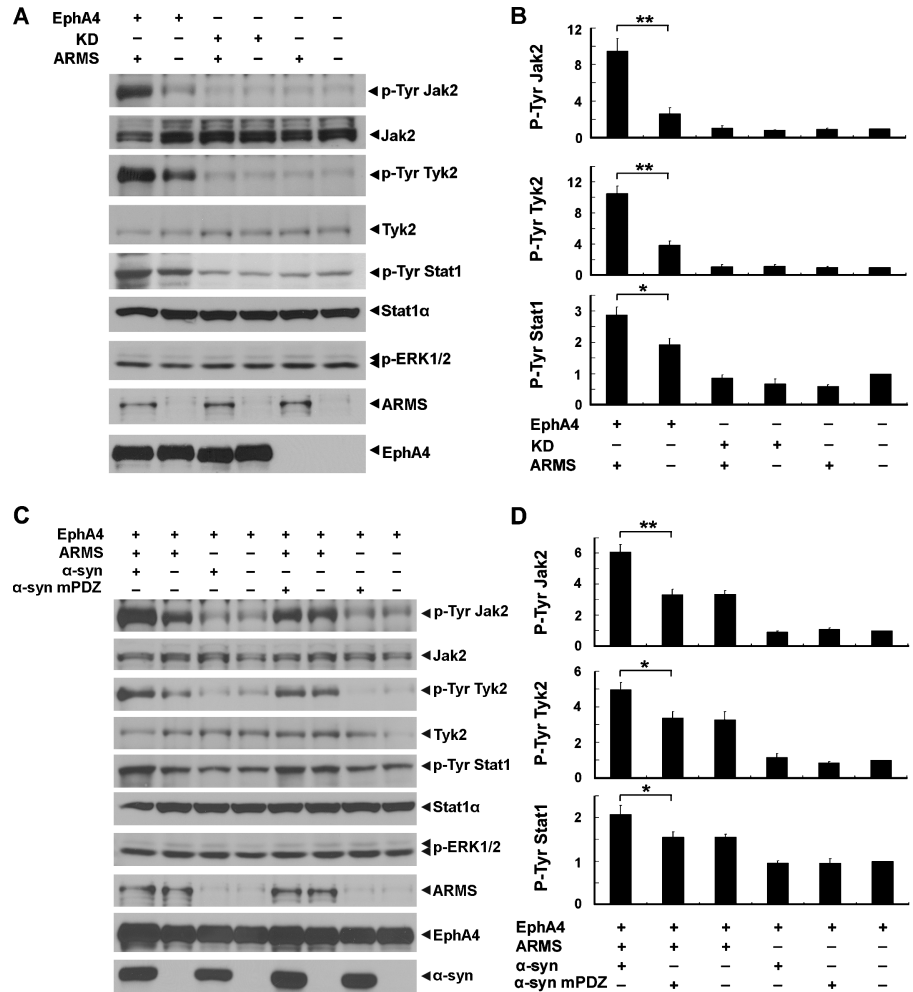 A
EphA4 + + – – – –
KD – – + + – –
ARMS + – + – + –
p-Tyr Jak2
Jak2
p-Tyr Tyk2
Tyk2
p-Tyr Stat1
Stat1α
p-ERK1/2
ARMS
EphA4
B
P-Tyr Jak2
12
8
4
0
**
P-Tyr Tyk2
12
8
4
0
**
P-Tyr Stat1
3
2
1
0
*
EphA4 + + – – – –
KD – – + + – –
ARMS + – + – + –
C
EphA4 + + + + + + + +
ARMS + + – – + + – –
α-syn + – + – – – – –
α-syn mPDZ – – – – + – + –
p-Tyr Jak2
Jak2
p-Tyr Tyk2
Tyk2
p-Tyr Stat1
Stat1α
p-ERK1/2
ARMS
EphA4
α-syn
D
P-Tyr Jak2
6
4
2
0
**
P-Tyr Tyk2
6
4
2
0
*
P-Tyr Stat1
2
1
0
*
EphA4 + + + + + +
ARMS + + + – – –
α-syn + – – + – –
α-syn mPDZ – + – – + –